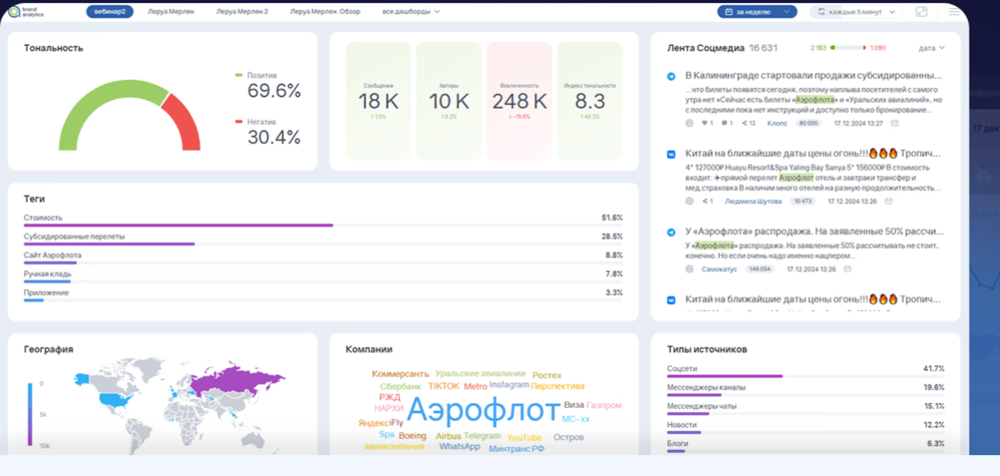 brand
analytics
вебинар2
Леруа Мерлен
Леруа Мерлен 3
Леруа Мерлен. Обзор
все дашборды
за неделю
каждые 5 минут
Тональность
Позитив
69.6%
Негатив
30.4%
Сообщения
18 K
↑1.0%
Авторы
10 K
↑5.2%
Вовлеченность
248 K
↓-15.6%
Индекс тональности
8.3
↑48.2%
Лента Соцмедиа 16 631
2 183
1 090
дата
В Калининграде стартовали продажи субсидированны...
...что билеты появятся сегодня, поэтому наплыва посетителей с самого
утра нет «Сейчас есть билеты «Аэрофлота» и «Уральских авиалиний», но
с последними пока нет инструкций и доступно только бронирование...
1 1 12 Клопс 80 000 17.12.2024 13:27
Китай на ближайшие даты цены огонь!!!🔥🔥🔥 Тропич...
4* 127000₽ Huayu Resort&Spa Yaling Bay Sanya 5* 156000₽ В стоимость
входит: ✈прямой перелет Аэрофлот отель и завтраки трансфер и
мед.страховка В наличии много отелей на разную продолжительность...
1 Людмила Шутова 10 473 17.12.2024 13:26
У «Аэрофлота» распродажа. На заявленные 50% рассчи...
У «Аэрофлота» распродажа. На заявленные 50% рассчитывать не стоит,
конечно. Но если очень надо именно нацпером...
Самокатус 146 054 17.12.2024 13:26
Китай на ближайшие даты цены огонь!!!🔥🔥🔥 Тропич...
Теги
Стоимость 51.6%
Субсидированные перелеты 28.5%
Сайт Аэрофлота 8.8%
Ручная кладь 7.8%
Приложение 3.3%
География
0
5k
10k
Компании
Коммерсантъ Уральские авиалинии Ростех
Сбербанк TIKTOK Metro Instagram Перспектива
РЖД
НАРХИ Аэрофлот Виза Газпром
МС-хх
Яндекс iFly
Spa Boeing Airbus Telegram YouTube Остров
авиакомпания WhatsApp Минтранс РФ
Типы источников
Соцсети 41.7%
Мессенджеры каналы 19.6%
Мессенджеры чаты 15.1%
Новости 12.2%
Блоги 6.3%
17 дек